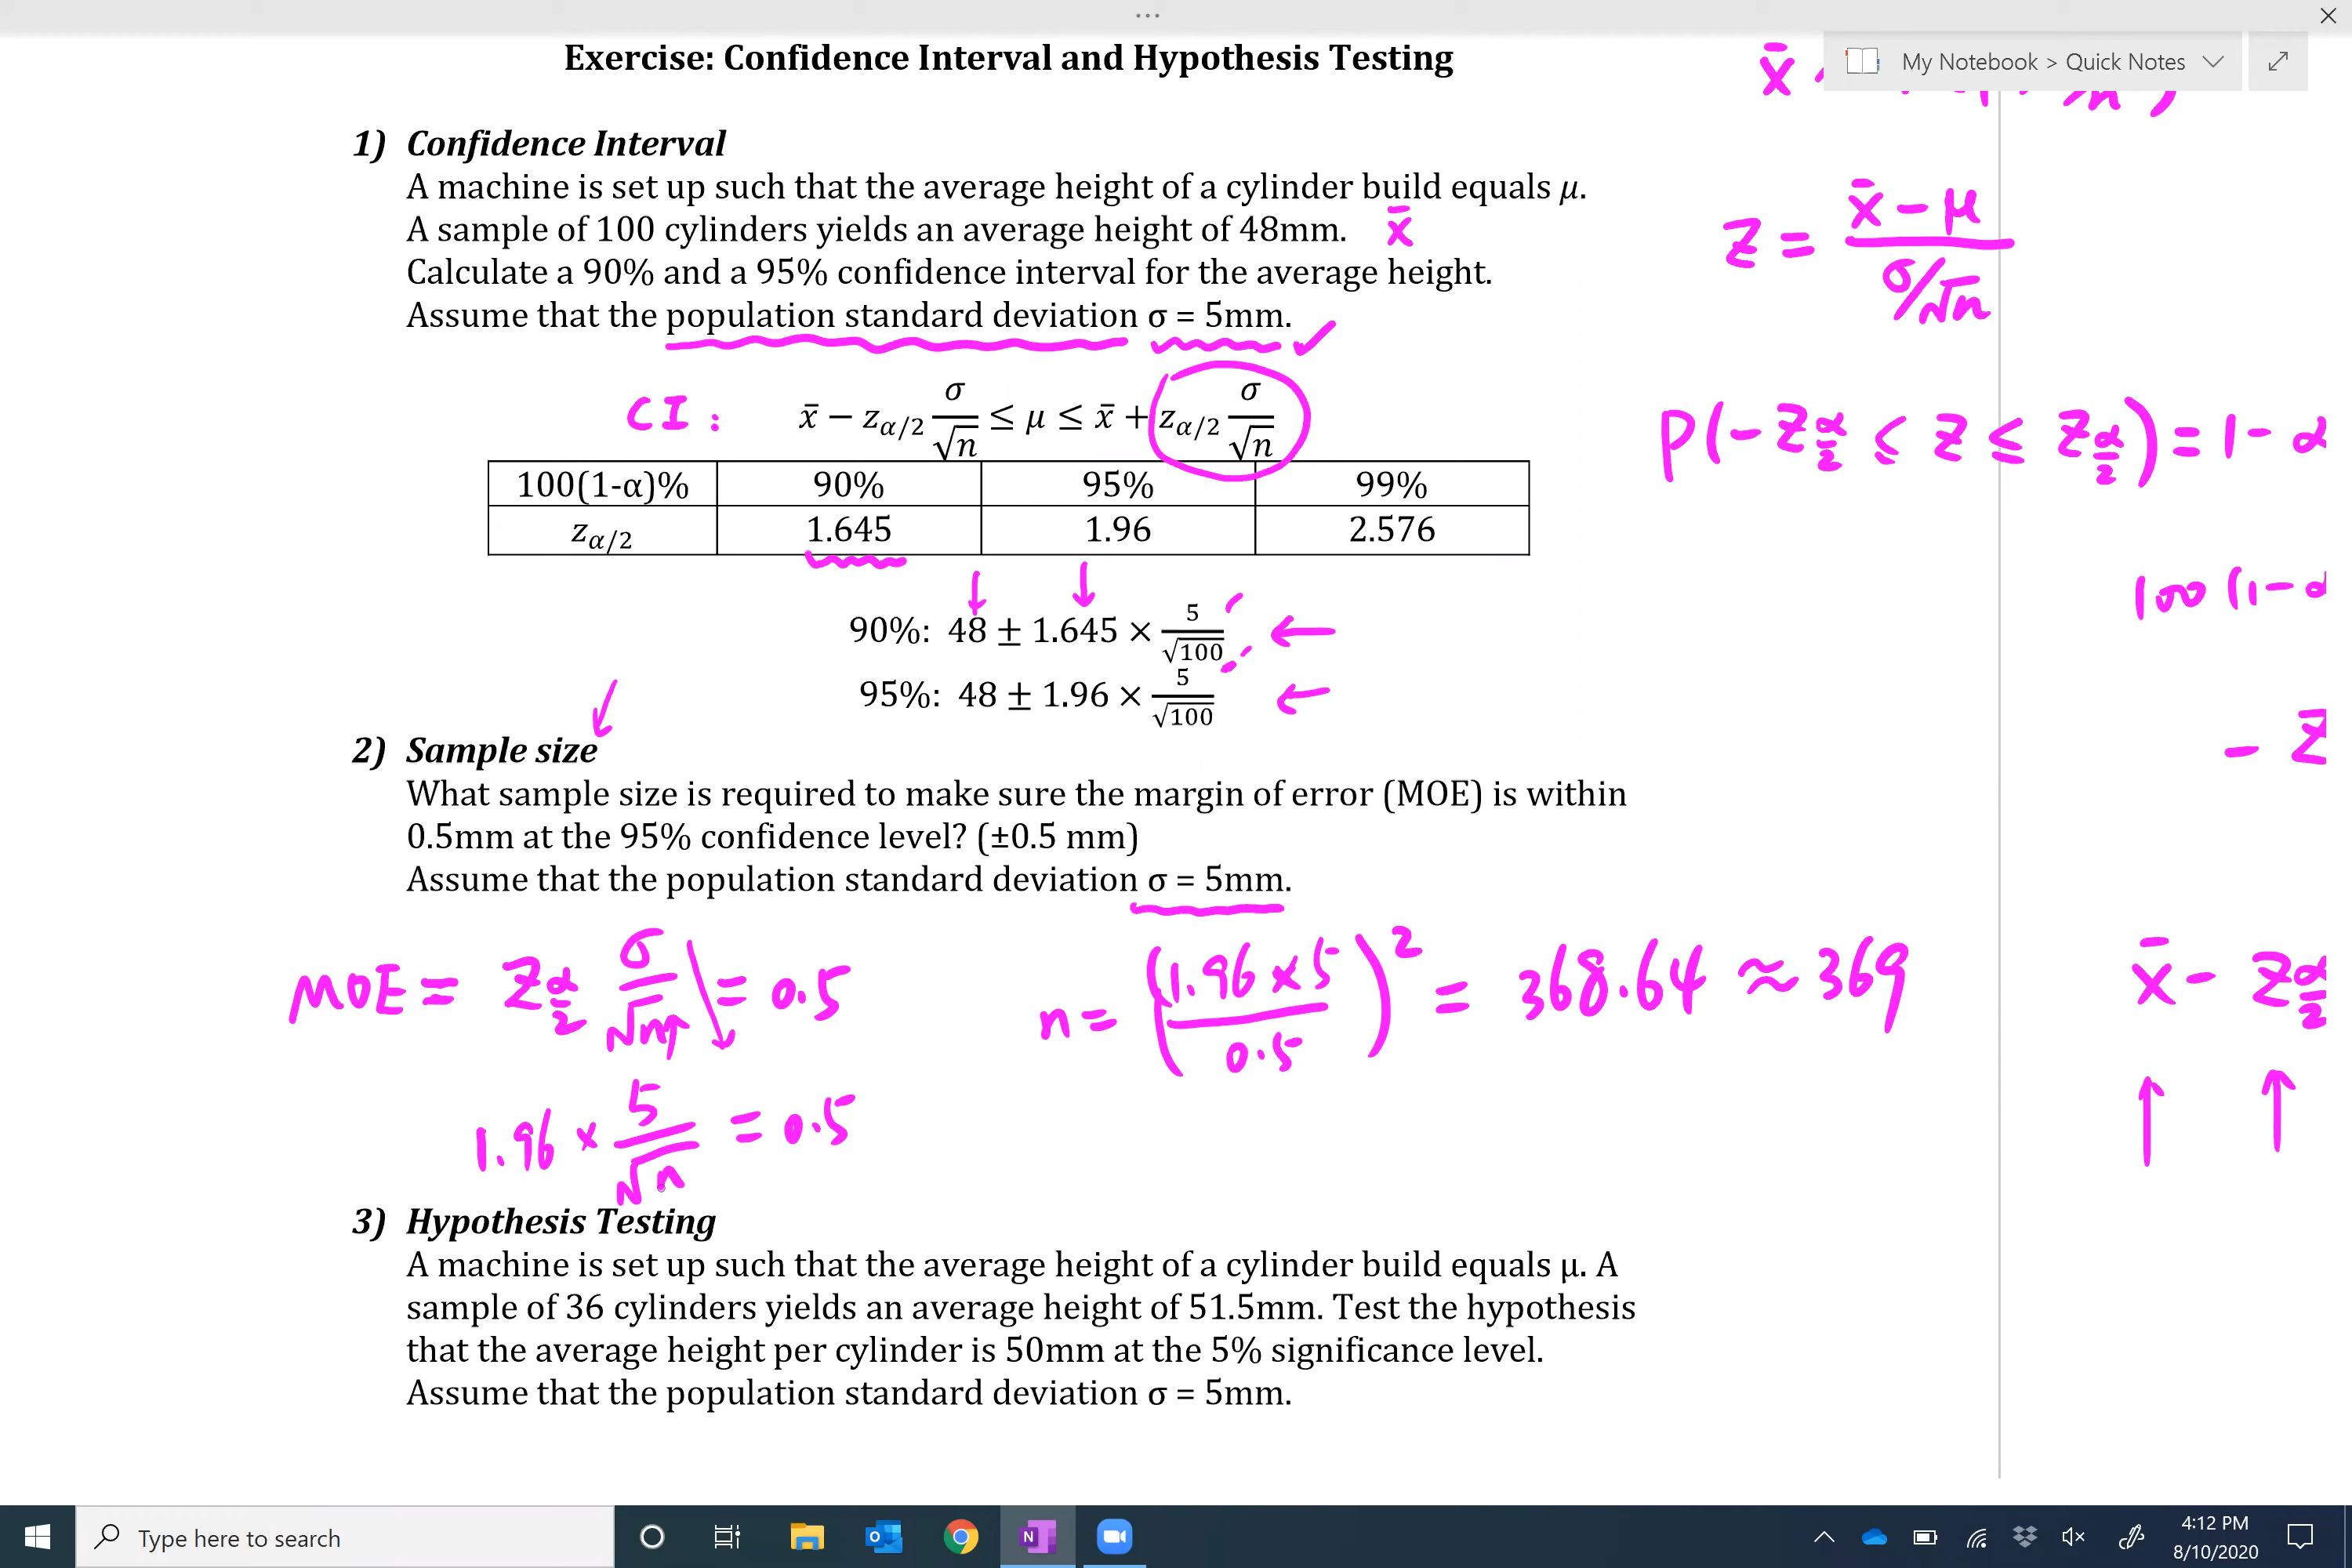 My Notebook > Quick Notes
Exercise: Confidence Interval and Hypothesis Testing
x̄
1) Confidence Interval
A machine is set up such that the average height of a cylinder build equals μ.
A sample of 100 cylinders yields an average height of 48mm. x̄
Calculate a 90% and a 95% confidence interval for the average height.
Assume that the population standard deviation σ = 5mm. ✓
z = (x̄ − μ) / (σ/√n)
CI : x̄ − z_{α/2} σ/√n ≤ μ ≤ x̄ + z_{α/2} σ/√n
P(−z_{α/2} ≤ z ≤ z_{α/2}) = 1 − α
100(1-α)% 90% 95% 99%
z_{α/2} 1.645 1.96 2.576
100 (1 − α
90%: 48 ± 1.645 × 5/√100
95%: 48 ± 1.96 × 5/√100
− z
2) Sample size
What sample size is required to make sure the margin of error (MOE) is within
0.5mm at the 95% confidence level? (±0.5 mm)
Assume that the population standard deviation σ = 5mm.
MOE = z_{α/2} σ/√n = 0.5
n = (1.96 × 5 / 0.5)² = 368.64 ≈ 369
x̄ − z_{α/2}
1.96 × 5/√n = 0.5
3) Hypothesis Testing
A machine is set up such that the average height of a cylinder build equals μ. A
sample of 36 cylinders yields an average height of 51.5mm. Test the hypothesis
that the average height per cylinder is 50mm at the 5% significance level.
Assume that the population standard deviation σ = 5mm.
Type here to search
4:12 PM
8/10/2020